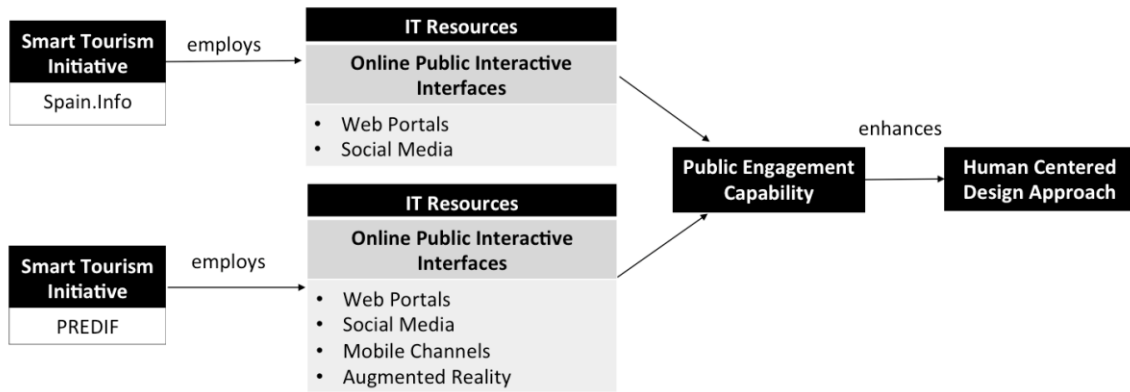 Smart Tourism
Initiative
Spain.Info
employs
IT Resources
Online Public Interactive
Interfaces
• Web Portals
• Social Media
Smart Tourism
Initiative
PREDIF
employs
IT Resources
Online Public Interactive
Interfaces
• Web Portals
• Social Media
• Mobile Channels
• Augmented Reality
Public Engagement
Capability
enhances
Human Centered
Design Approach